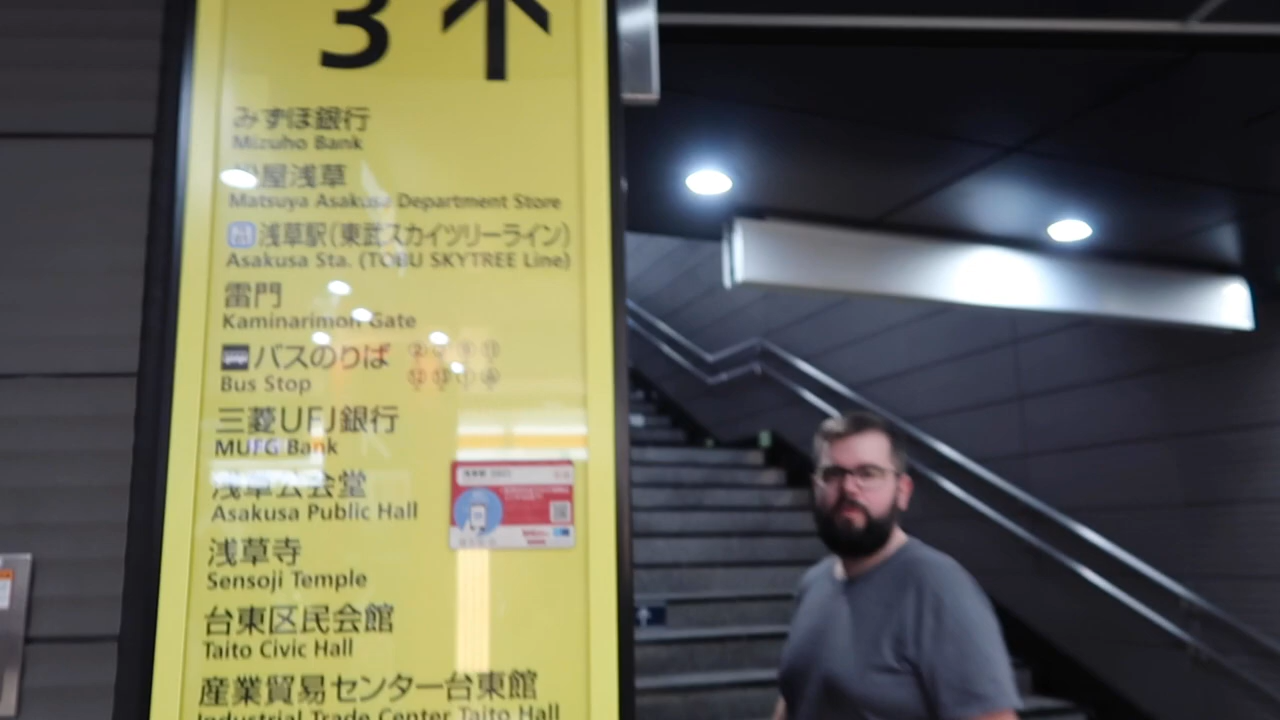 3 ↑
みずほ銀行
Mizuho Bank
屋浅草
Matsuya Asakusa Department Store
浅草駅(東武スカイツリーライン)
Asakusa Sta. (TOBU SKYTREE Line)
雷門
Kaminarimon Gate
バスのりば
Bus Stop
三菱UFJ銀行
MUFG Bank
浅草公会堂
Asakusa Public Hall
浅草寺
Sensoji Temple
台東区民会館
Taito Civic Hall
産業貿易センター台東館
Industrial Trade Center Taito Hall